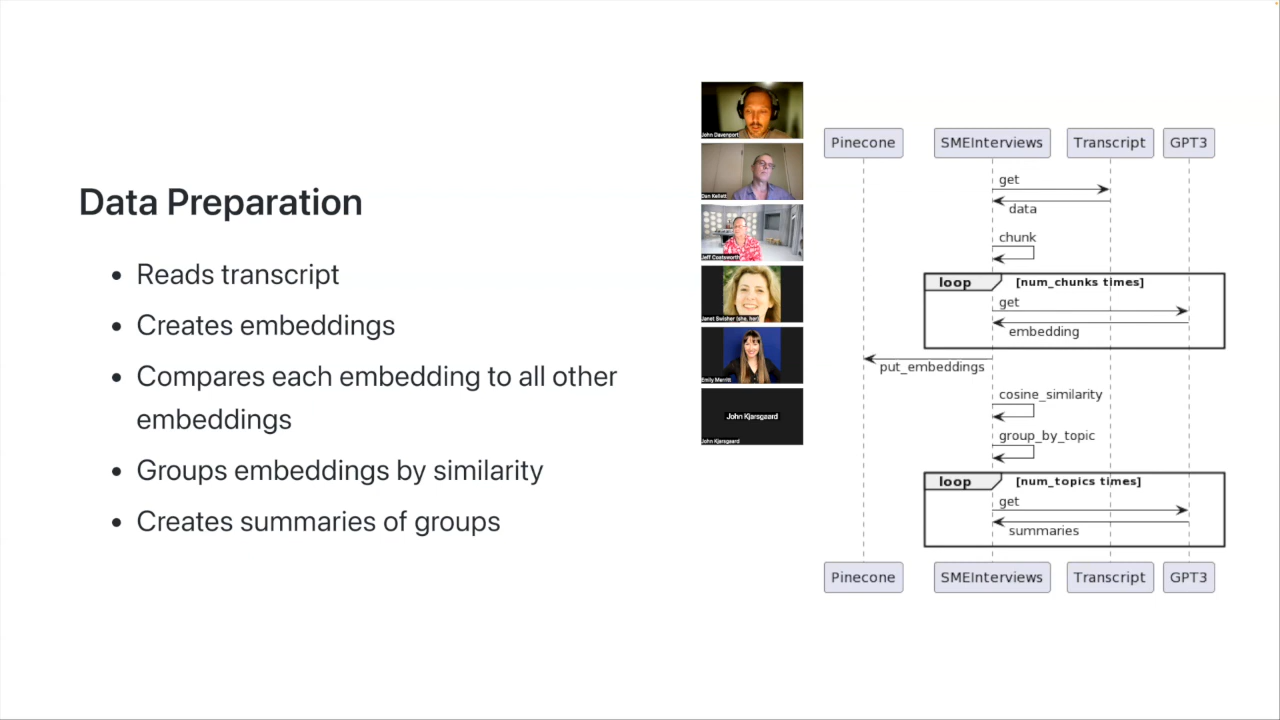 Data Preparation
Reads transcript
Creates embeddings
Compares each embedding to all other
embeddings
Groups embeddings by similarity
Creates summaries of groups
John Davenport
Dan Kellett
Jeff Coatsworth
Janet Swisher (she, her)
Emily Merritt
John Kjarsgaard
John Kjarsgaard
Pinecone
SMEInterviews
Transcript
GPT3
get
data
chunk
loop [num_chunks times]
get
embedding
put_embeddings
cosine_similarity
group_by_topic
loop [num_topics times]
get
summaries
Pinecone
SMEInterviews
Transcript
GPT3